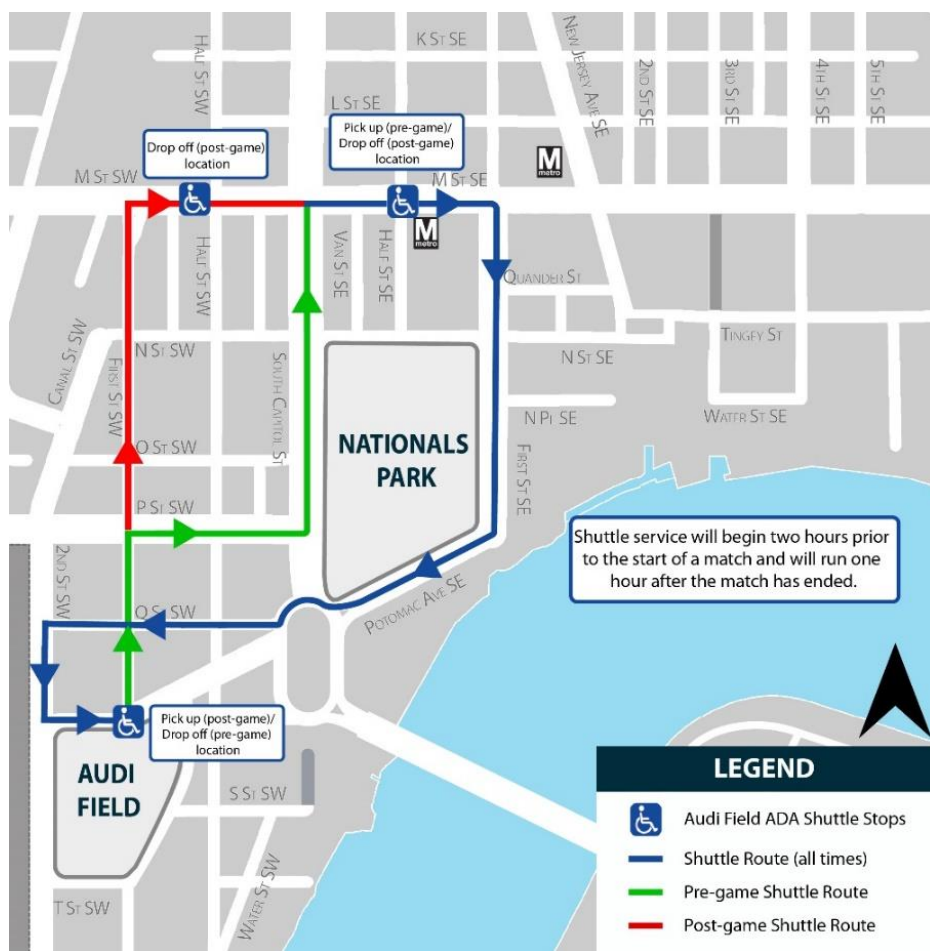 K ST SE
HALF ST SW
NEW JERSEY AVE SE
2ND ST SE
3RD ST SE
4TH ST SE
5TH ST SE
L ST SE
Drop off (post-game)
location
Pick up (pre-game)/
Drop off (post-game)
location
M
metro
M ST SW
M ST SE
M
metro
HALF ST SW
VAN ST SE
HALF ST SE
QUANDER ST
CANAL ST SW
N ST SW
FIRST ST SW
SOUTH CAPITOL ST
N ST SE
TINGEY ST
N PL SE
WATER ST SE
NATIONALS
PARK
O ST SW
FIRST ST SE
P ST SW
Shuttle service will begin two hours prior
to the start of a match and will run one
hour after the match has ended.
2ND ST SW
Q ST SW
POTOMAC AVE SE
Pick up (post-game)/
Drop off (pre-game)
location
AUDI
FIELD
S ST SW
T ST SW
WATER ST SW
LEGEND
Audi Field ADA Shuttle Stops
Shuttle Route (all times)
Pre-game Shuttle Route
Post-game Shuttle Route